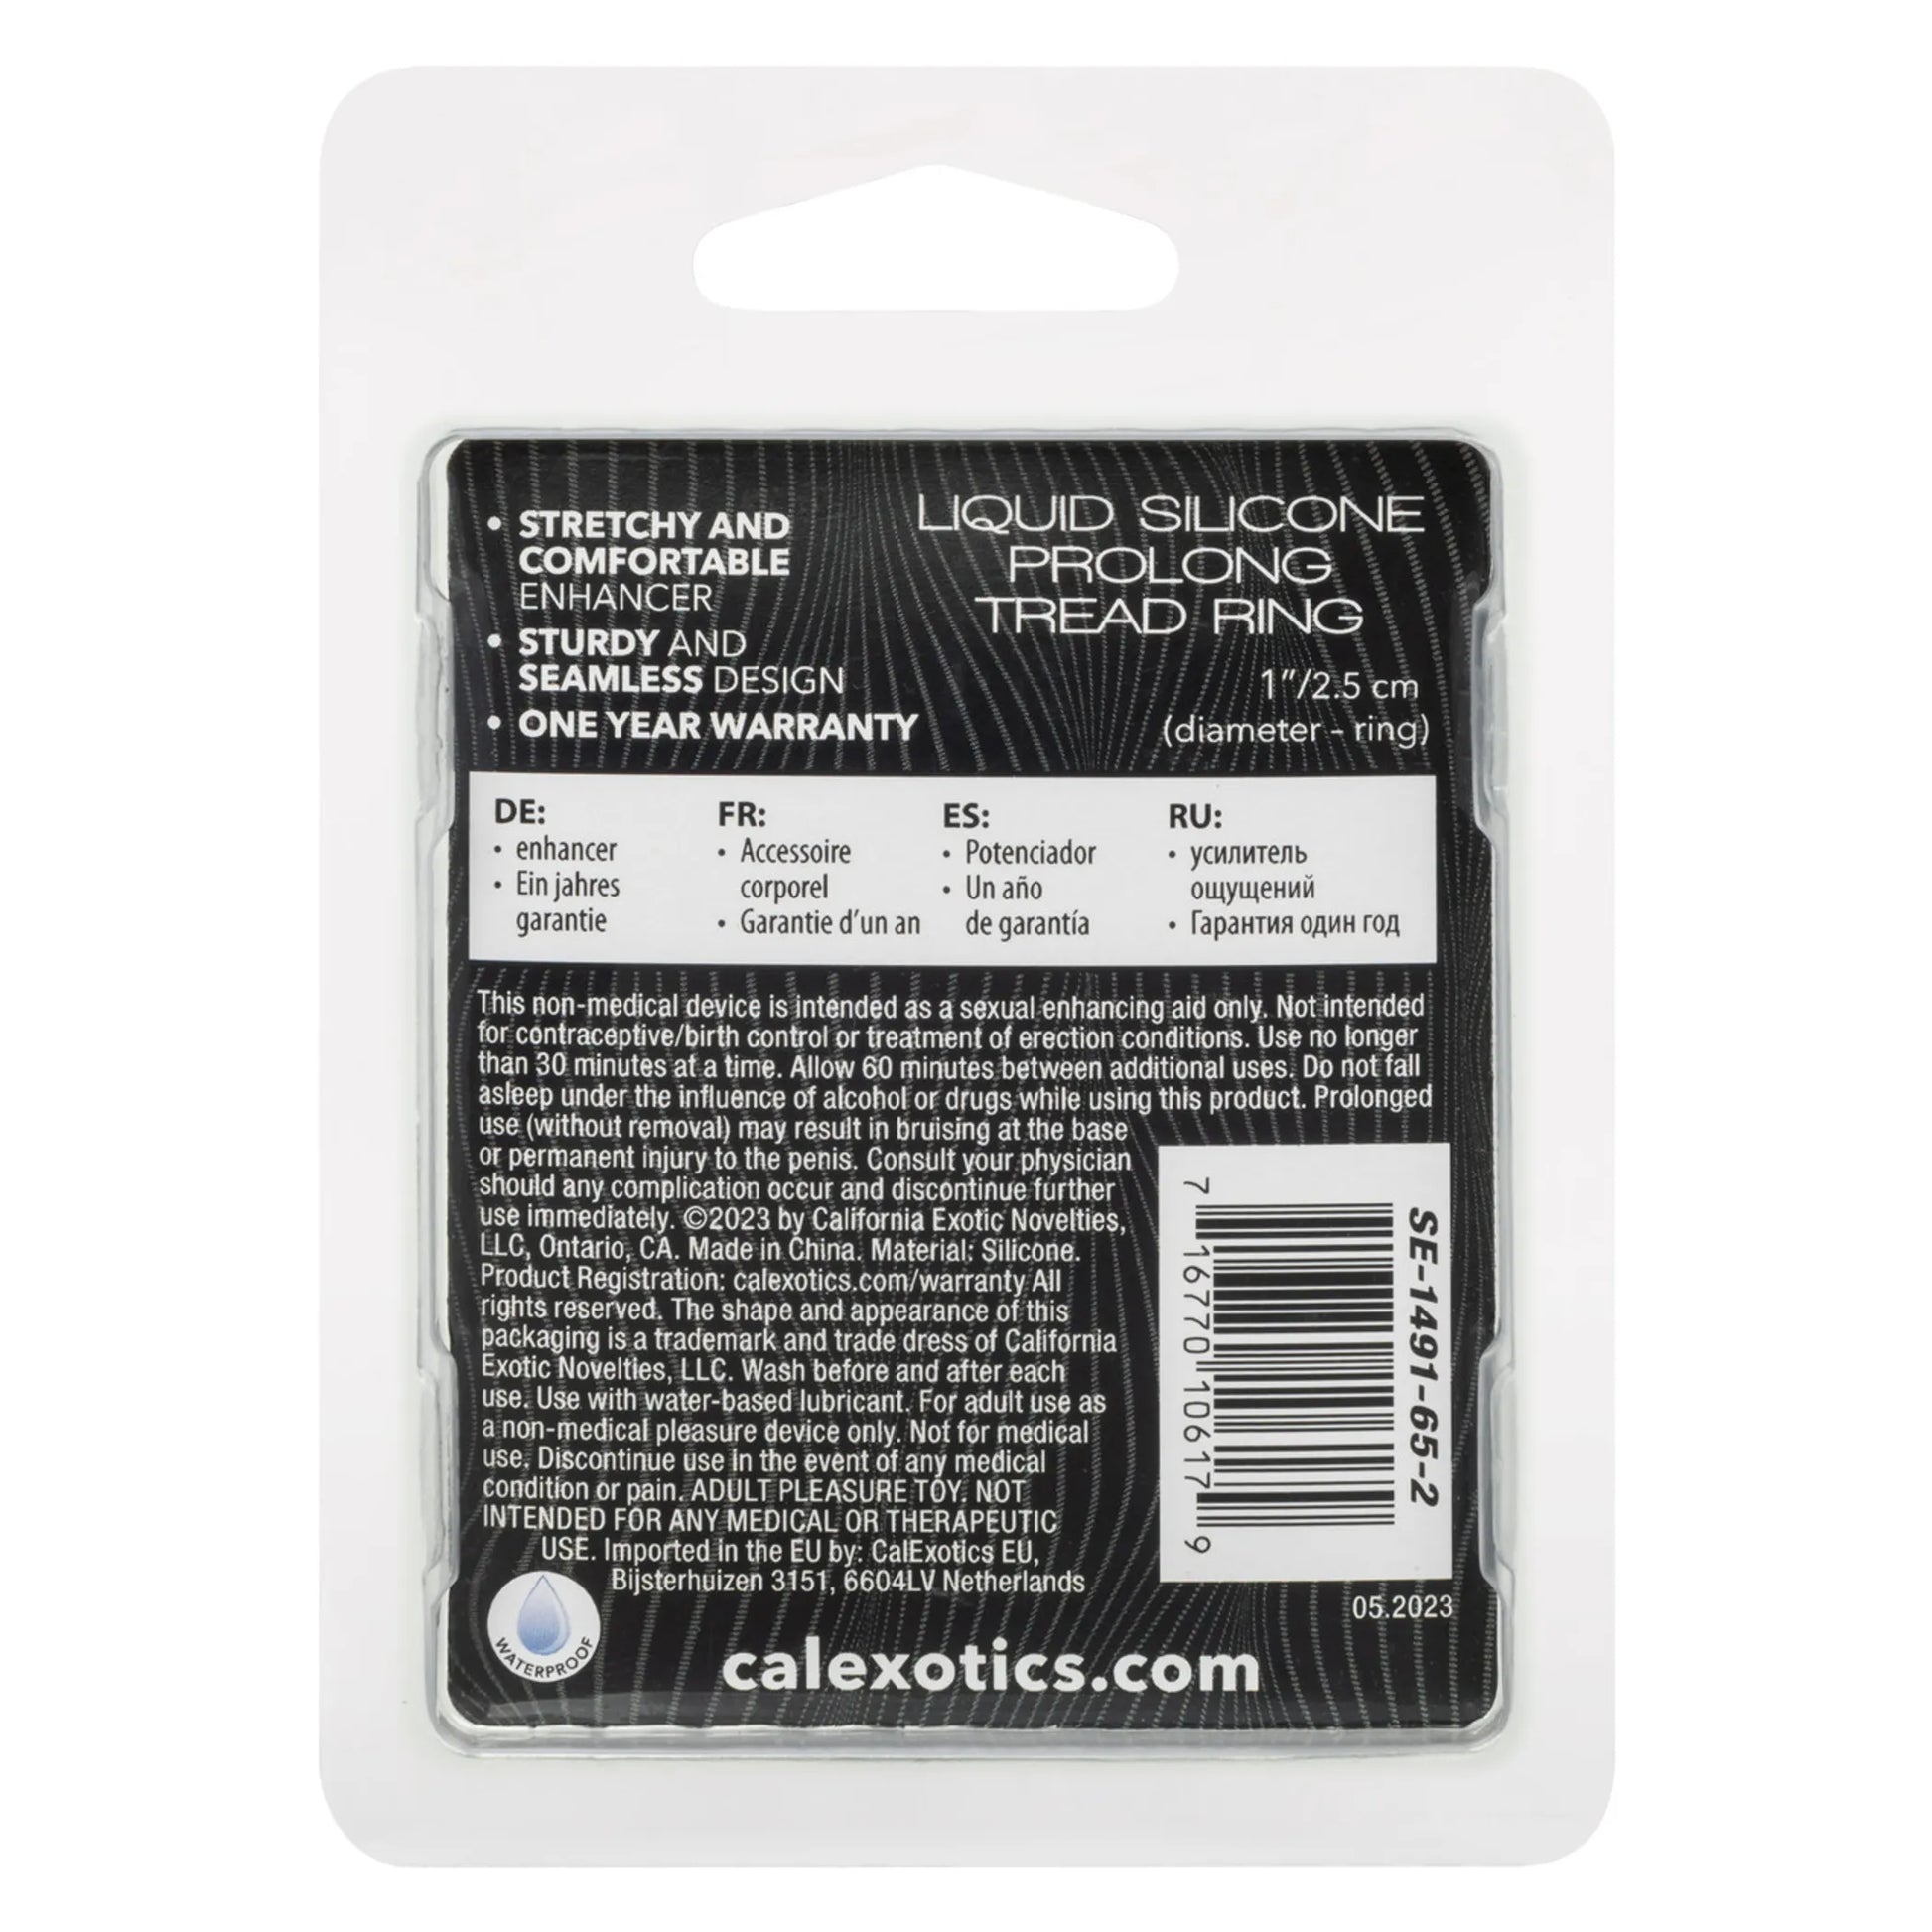 • STRETCHY AND
COMFORTABLE
ENHANCER
• STURDY AND
SEAMLESS DESIGN
• ONE YEAR WARRANTY
LIQUID SILICONE
PROLONG
TREAD RING
1"/2.5 cm
(diameter - ring)
DE:
• enhancer
• Ein jahres
garantie
FR:
• Accessoire
corporel
• Garantie d'un an
ES:
• Potenciador
• Un año
de garantía
RU:
• усилитель
ощущений
• Гарантия один год
This non-medical device is intended as a sexual enhancing aid only. Not intended
for contraceptive/birth control or treatment of erection conditions. Use no longer
than 30 minutes at a time. Allow 60 minutes between additional uses. Do not fall
asleep under the influence of alcohol or drugs while using this product. Prolonged
use (without removal) may result in bruising at the base
or permanent injury to the penis. Consult your physician
should any complication occur and discontinue further
use immediately. ©2023 by California Exotic Novelties,
LLC, Ontario, CA. Made in China. Material: Silicone.
Product Registration: calexotics.com/warranty All
rights reserved. The shape and appearance of this
packaging is a trademark and trade dress of California
Exotic Novelties, LLC. Wash before and after each
use. Use with water-based lubricant. For adult use as
a non-medical pleasure device only. Not for medical
use. Discontinue use in the event of any medical
condition or pain. ADULT PLEASURE TOY. NOT
INTENDED FOR ANY MEDICAL OR THERAPEUTIC
USE. Imported in the EU by: CalExotics EU,
Bijsterhuizen 3151, 6604LV Netherlands
SE-1491-65-2
7 16770 10617 9
05.2023
WATERPROOF
calexotics.com